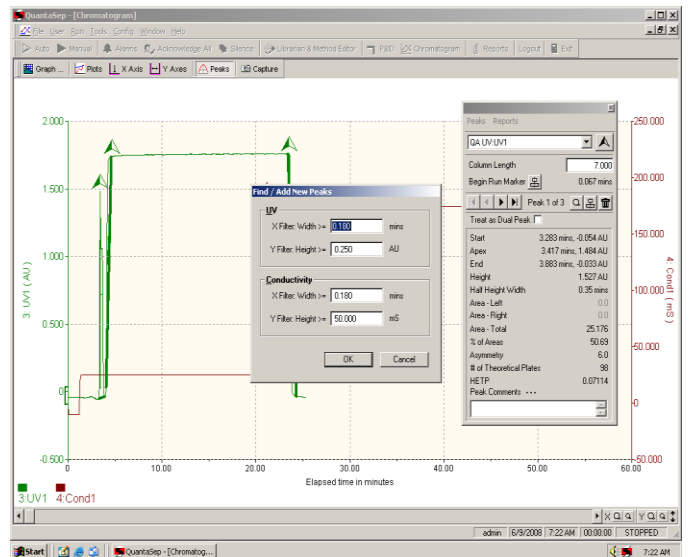 QuantaSep - [Chromatogram]
File User Run Tools Config Window Help
Auto Manual Alarms Acknowledge All Silence Librarian & Method Editor P&ID Chromatogram Reports Logout Exit
Graph ... Plots X Axis Y Axes Peaks Capture
2.000
1.500
1.000
0.500
0
-0.500
3: UV1 ( AU )
250.000
200.000
150.000
100.000
50.000
0
-50.000
4: Cond1 ( mS )
0 10.00 20.00 30.00 40.00 50.00 60.00
Elapsed time in minutes
3:UV1 4:Cond1
Find / Add New Peaks
UV
X Filter: Width >= 0.180 mins
Y Filter: Height >= 0.250 AU
Conductivity
X Filter: Width >= 0.180 mins
Y Filter: Height >= 50.000 mS
OK Cancel
Peaks Reports
QA UV:UV1
Column Length 7.000
Begin Run Marker 0.067 mins
Peak 1 of 3
Treat as Dual Peak
Start 3.283 mins, -0.054 AU
Apex 3.417 mins, 1.484 AU
End 3.883 mins, -0.033 AU
Height 1.527 AU
Half Height Width 0.35 mins
Area - Left 0.0
Area - Right 0.0
Area - Total 25.176
% of Areas 50.69
Asymmetry 6.0
# of Theoretical Plates 98
HETP 0.07114
Peak Comments ---
X Y
admin 6/9/2008 7:22 AM 00:00:00 STOPPED
Start QuantaSep - [Chromatog... 7:22 AM